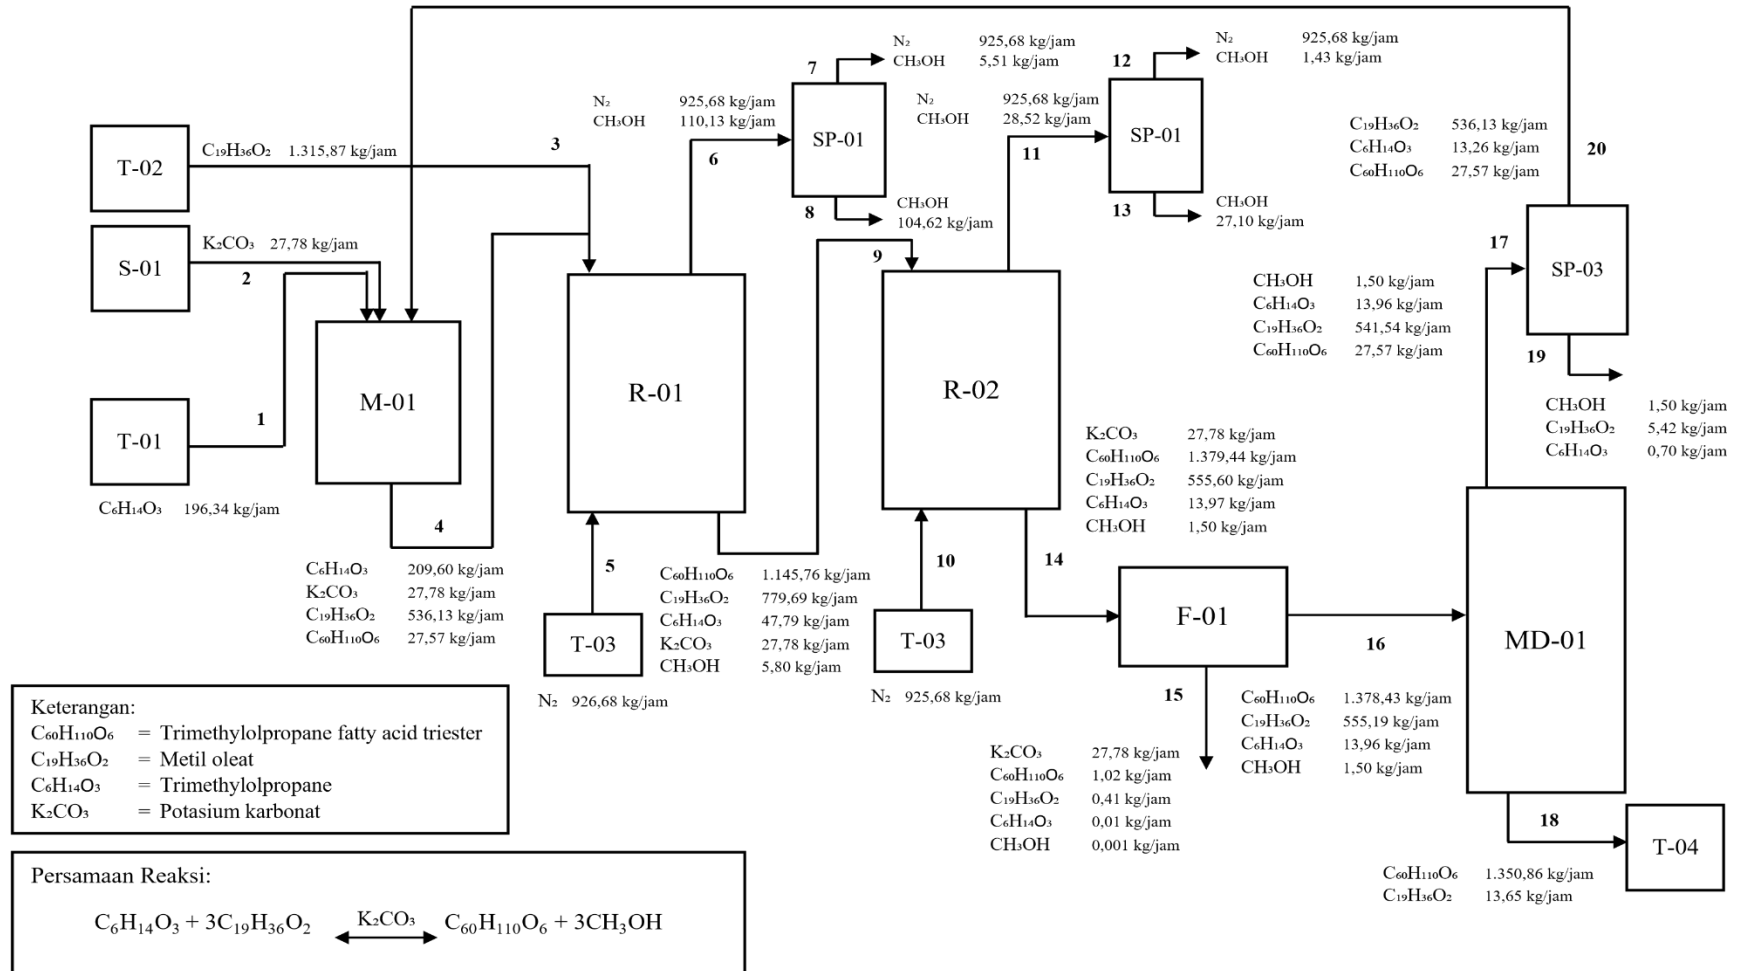 N₂ 925,68 kg/jam
CH₃OH 5,51 kg/jam
7
N₂ 925,68 kg/jam
CH₃OH 1,43 kg/jam
12
N₂ 925,68 kg/jam
CH₃OH 110,13 kg/jam
6
SP-01
N₂ 925,68 kg/jam
CH₃OH 28,52 kg/jam
11
SP-01
C₁₉H₃₆O₂ 536,13 kg/jam
C₆H₁₄O₃ 13,26 kg/jam
C₆₀H₁₁₀O₆ 27,57 kg/jam
20
T-02
C₁₉H₃₆O₂ 1.315,87 kg/jam
3
8
CH₃OH
104,62 kg/jam
13
CH₃OH
27,10 kg/jam
S-01
K₂CO₃ 27,78 kg/jam
2
9
17
SP-03
CH₃OH 1,50 kg/jam
C₆H₁₄O₃ 13,96 kg/jam
C₁₉H₃₆O₂ 541,54 kg/jam
C₆₀H₁₁₀O₆ 27,57 kg/jam
19
CH₃OH 1,50 kg/jam
C₁₉H₃₆O₂ 5,42 kg/jam
C₆H₁₄O₃ 0,70 kg/jam
M-01
R-01
R-02
T-01
1
C₆H₁₄O₃ 196,34 kg/jam
4
C₆H₁₄O₃ 209,60 kg/jam
K₂CO₃ 27,78 kg/jam
C₁₉H₃₆O₂ 536,13 kg/jam
C₆₀H₁₁₀O₆ 27,57 kg/jam
5
T-03
N₂ 926,68 kg/jam
C₆₀H₁₁₀O₆ 1.145,76 kg/jam
C₁₉H₃₆O₂ 779,69 kg/jam
C₆H₁₄O₃ 47,79 kg/jam
K₂CO₃ 27,78 kg/jam
CH₃OH 5,80 kg/jam
10
T-03
N₂ 925,68 kg/jam
K₂CO₃ 27,78 kg/jam
C₆₀H₁₁₀O₆ 1.379,44 kg/jam
C₁₉H₃₆O₂ 555,60 kg/jam
C₆H₁₄O₃ 13,97 kg/jam
CH₃OH 1,50 kg/jam
14
F-01
15
16
MD-01
K₂CO₃ 27,78 kg/jam
C₆₀H₁₁₀O₆ 1,02 kg/jam
C₁₉H₃₆O₂ 0,41 kg/jam
C₆H₁₄O₃ 0,01 kg/jam
CH₃OH 0,001 kg/jam
C₆₀H₁₁₀O₆ 1.378,43 kg/jam
C₁₉H₃₆O₂ 555,19 kg/jam
C₆H₁₄O₃ 13,96 kg/jam
CH₃OH 1,50 kg/jam
18
T-04
C₆₀H₁₁₀O₆ 1.350,86 kg/jam
C₁₉H₃₆O₂ 13,65 kg/jam
Keterangan:
C₆₀H₁₁₀O₆ = Trimethylolpropane fatty acid triester
C₁₉H₃₆O₂ = Metil oleat
C₆H₁₄O₃ = Trimethylolpropane
K₂CO₃ = Potasium karbonat
Persamaan Reaksi:
K₂CO₃
C₆H₁₄O₃ + 3C₁₉H₃₆O₂ ⟷ C₆₀H₁₁₀O₆ + 3CH₃OH